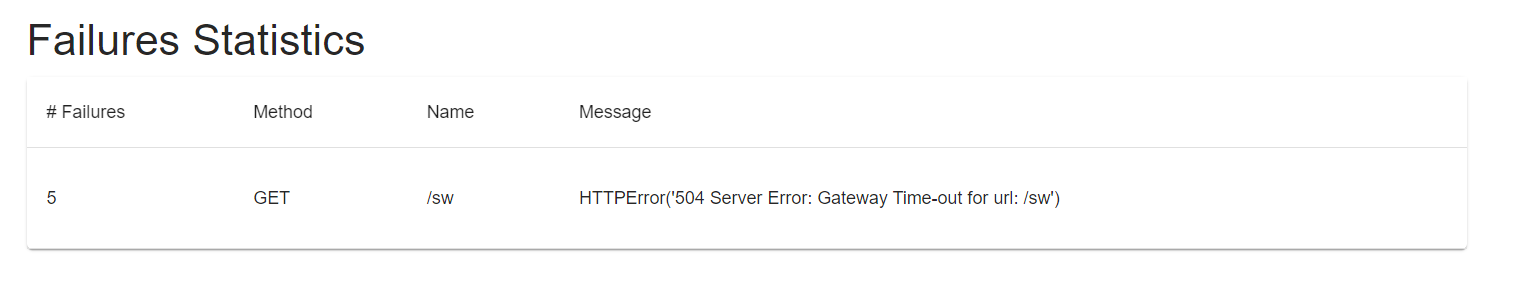 Failures Statistics
# Failures Method Name Message
5 GET /sw HTTPError('504 Server Error: Gateway Time-out for url: /sw')